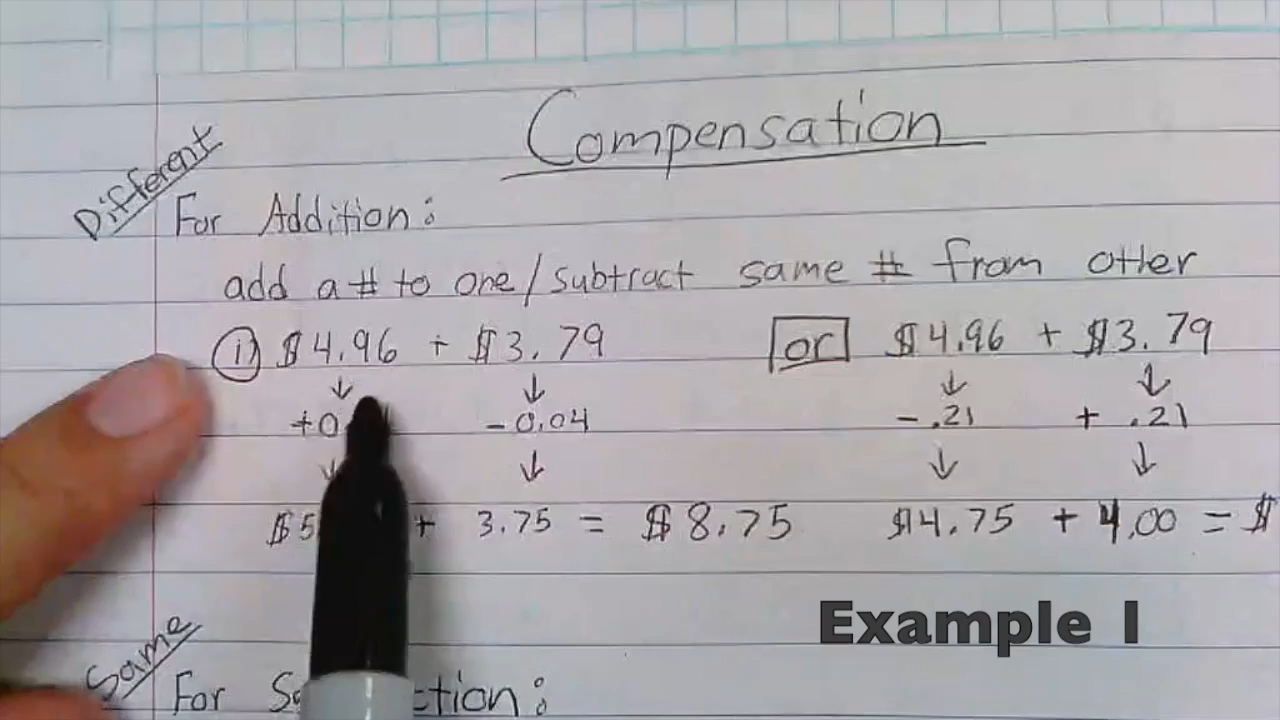 Compensation
Different
For Addition:
add a # to one/subtract same # from other
1) $4.96 + $3.79 or $4.96 + $3.79
↓ ↓ ↓ ↓
+0 -0.04 -.21 + .21
↓ ↓ ↓ ↓
$5 + 3.75 = $8.75 $4.75 + 4.00 = $
Example 1
Same
For S ction: